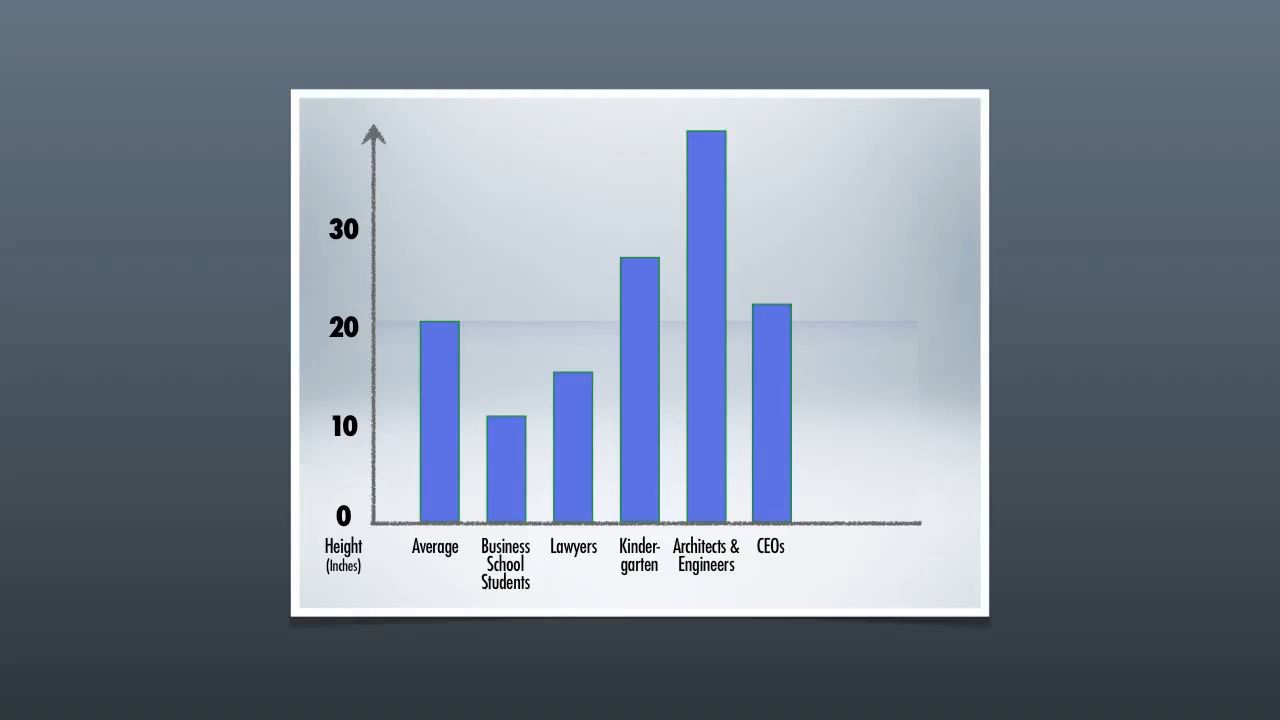 30
20
10
0
Height
(Inches)
Average
Business
School
Students
Lawyers
Kinder-
garten
Architects &
Engineers
CEOs